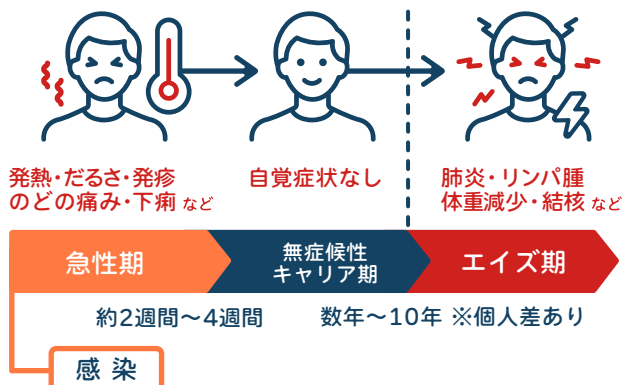 発熱・だるさ・発疹
のどの痛み・下痢 など
自覚症状なし
肺炎・リンパ腫
体重減少・結核 など
急性期
無症候性
キャリア期
エイズ期
約2週間〜4週間
数年〜10年 ※個人差あり
感 染